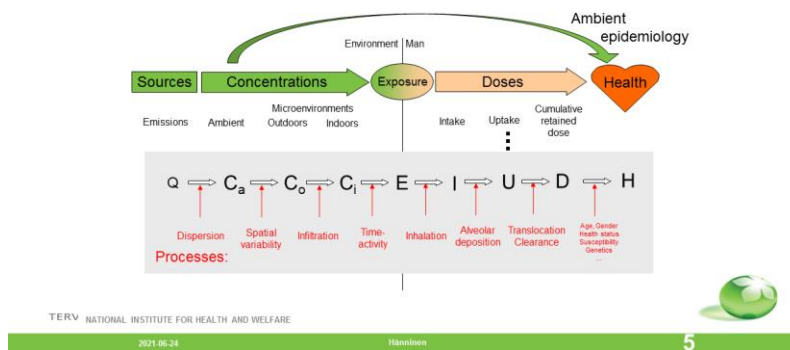 Ambient
epidemiology
Environment Man
Sources Concentrations Exposure Doses Health
Microenvironments
Cumulative
retained
dose
Emissions Ambient Outdoors Indoors Intake Uptake
Q Ca Co Ci E I U D H
Dispersion
Spatial
variability
Infiltration
Time-
activity
Inhalation
Alveolar
deposition
Translocation
Clearance
Age, Gender
Health status
Susceptibility
Genetics
...
Processes:
TERV NATIONAL INSTITUTE FOR HEALTH AND WELFARE
2021-06-24 Hänninen 5